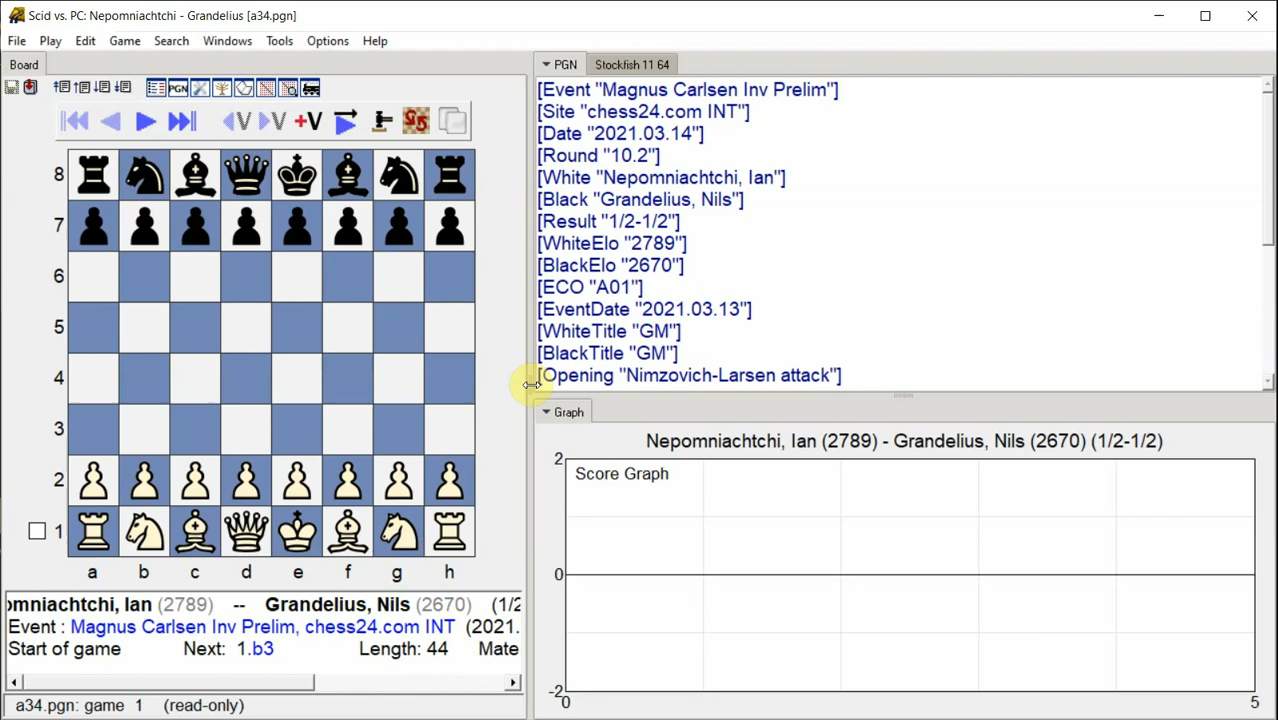 Scid vs. PC: Nepomniachtchi - Grandelius [a34.pgn]
File Play Edit Game Search Windows Tools Options Help
Board
PGN
V V +V
8
7
6
5
4
3
2
1
a b c d e f g h
omniachtchi, Ian (2789) -- Grandelius, Nils (2670) (1/2
Event : Magnus Carlsen Inv Prelim, chess24.com INT (2021.
Start of game Next: 1.b3 Length: 44 Mate
a34.pgn: game 1 (read-only)
PGN Stockfish 11 64
[Event "Magnus Carlsen Inv Prelim"]
[Site "chess24.com INT"]
[Date "2021.03.14"]
[Round "10.2"]
[White "Nepomniachtchi, Ian"]
[Black "Grandelius, Nils"]
[Result "1/2-1/2"]
[WhiteElo "2789"]
[BlackElo "2670"]
[ECO "A01"]
[EventDate "2021.03.13"]
[WhiteTitle "GM"]
[BlackTitle "GM"]
[Opening "Nimzovich-Larsen attack"]
Graph
Nepomniachtchi, Ian (2789) - Grandelius, Nils (2670) (1/2-1/2)
2
Score Graph
0
-2
0 5